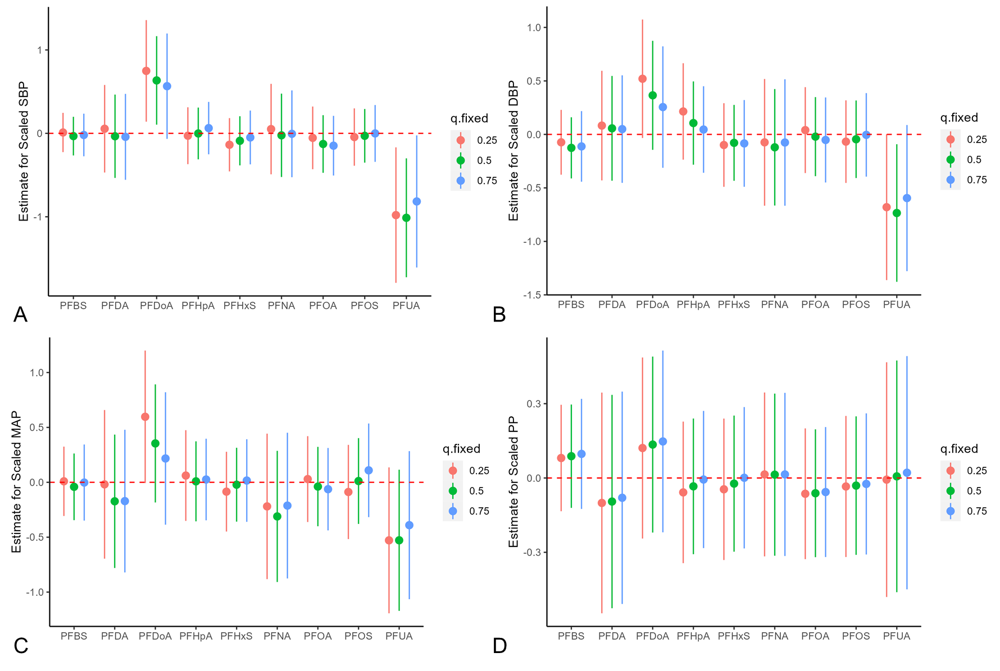 Estimate for Scaled SBP
1
0
-1
PFBS PFDA PFDoA PFHpA PFHxS PFNA PFOA PFOS PFUA
q.fixed
0.25
0.5
0.75
A
Estimate for Scaled DBP
1.0
0.5
0.0
-0.5
-1.0
-1.5
PFBS PFDA PFDoA PFHpA PFHxS PFNA PFOA PFOS PFUA
q.fixed
0.25
0.5
0.75
B
Estimate for Scaled MAP
1.0
0.5
0.0
-0.5
-1.0
PFBS PFDA PFDoA PFHpA PFHxS PFNA PFOA PFOS PFUA
q.fixed
0.25
0.5
0.75
C
Estimate for Scaled PP
0.3
0.0
-0.3
PFBS PFDA PFDoA PFHpA PFHxS PFNA PFOA PFOS PFUA
q.fixed
0.25
0.5
0.75
D